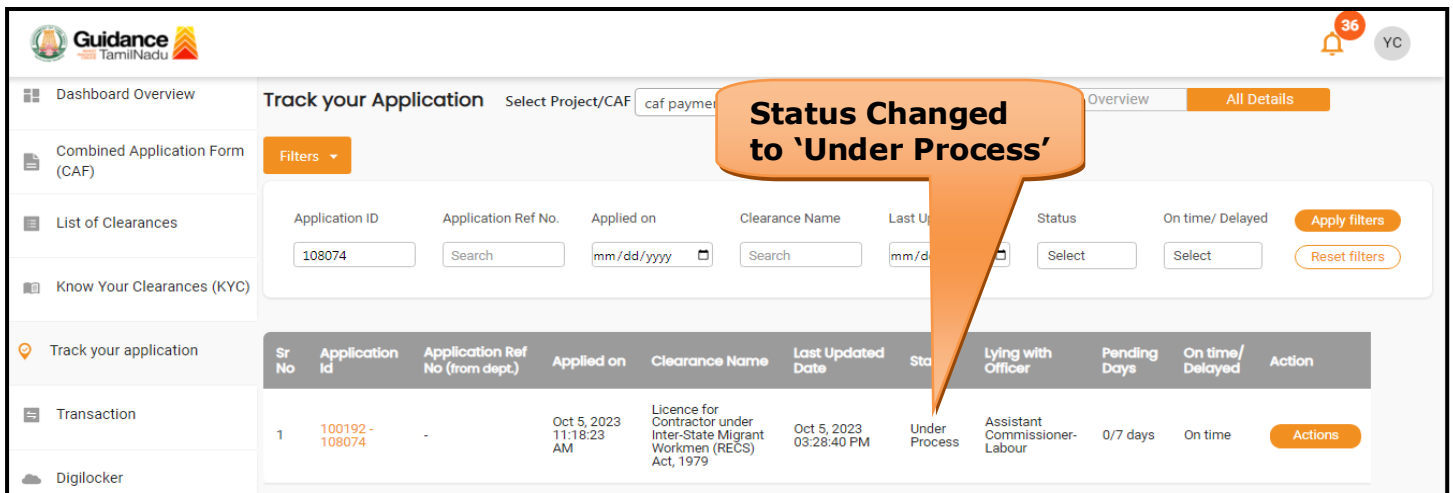 Guidance
TamilNadu
36
YC
Dashboard Overview
Track your Application
Select Project/CAF
caf paymen
Overview
All Details
Status Changed
to ‘Under Process’
Combined Application Form
(CAF)
Filters
List of Clearances
Application ID
Application Ref No.
Applied on
Clearance Name
Status
On time/ Delayed
Apply filters
108074
Search
mm/dd/yyyy
Search
Select
Select
Reset filters
Know Your Clearances (KYC)
Track your application
Sr
No
Application
Id
Application Ref
No (from dept.)
Applied on
Clearance Name
Last Updated
Date
Lying with
Officer
Pending
Days
On time/
Delayed
Action
Transaction
1
100192 -
108074
-
Oct 5, 2023
11:18:23
AM
Licence for
Contractor under
Inter-State Migrant
Workmen (RECS)
Act, 1979
Oct 5, 2023
03:28:40 PM
Under
Process
Assistant
Commissioner-
Labour
0/7 days
On time
Actions
Digilocker